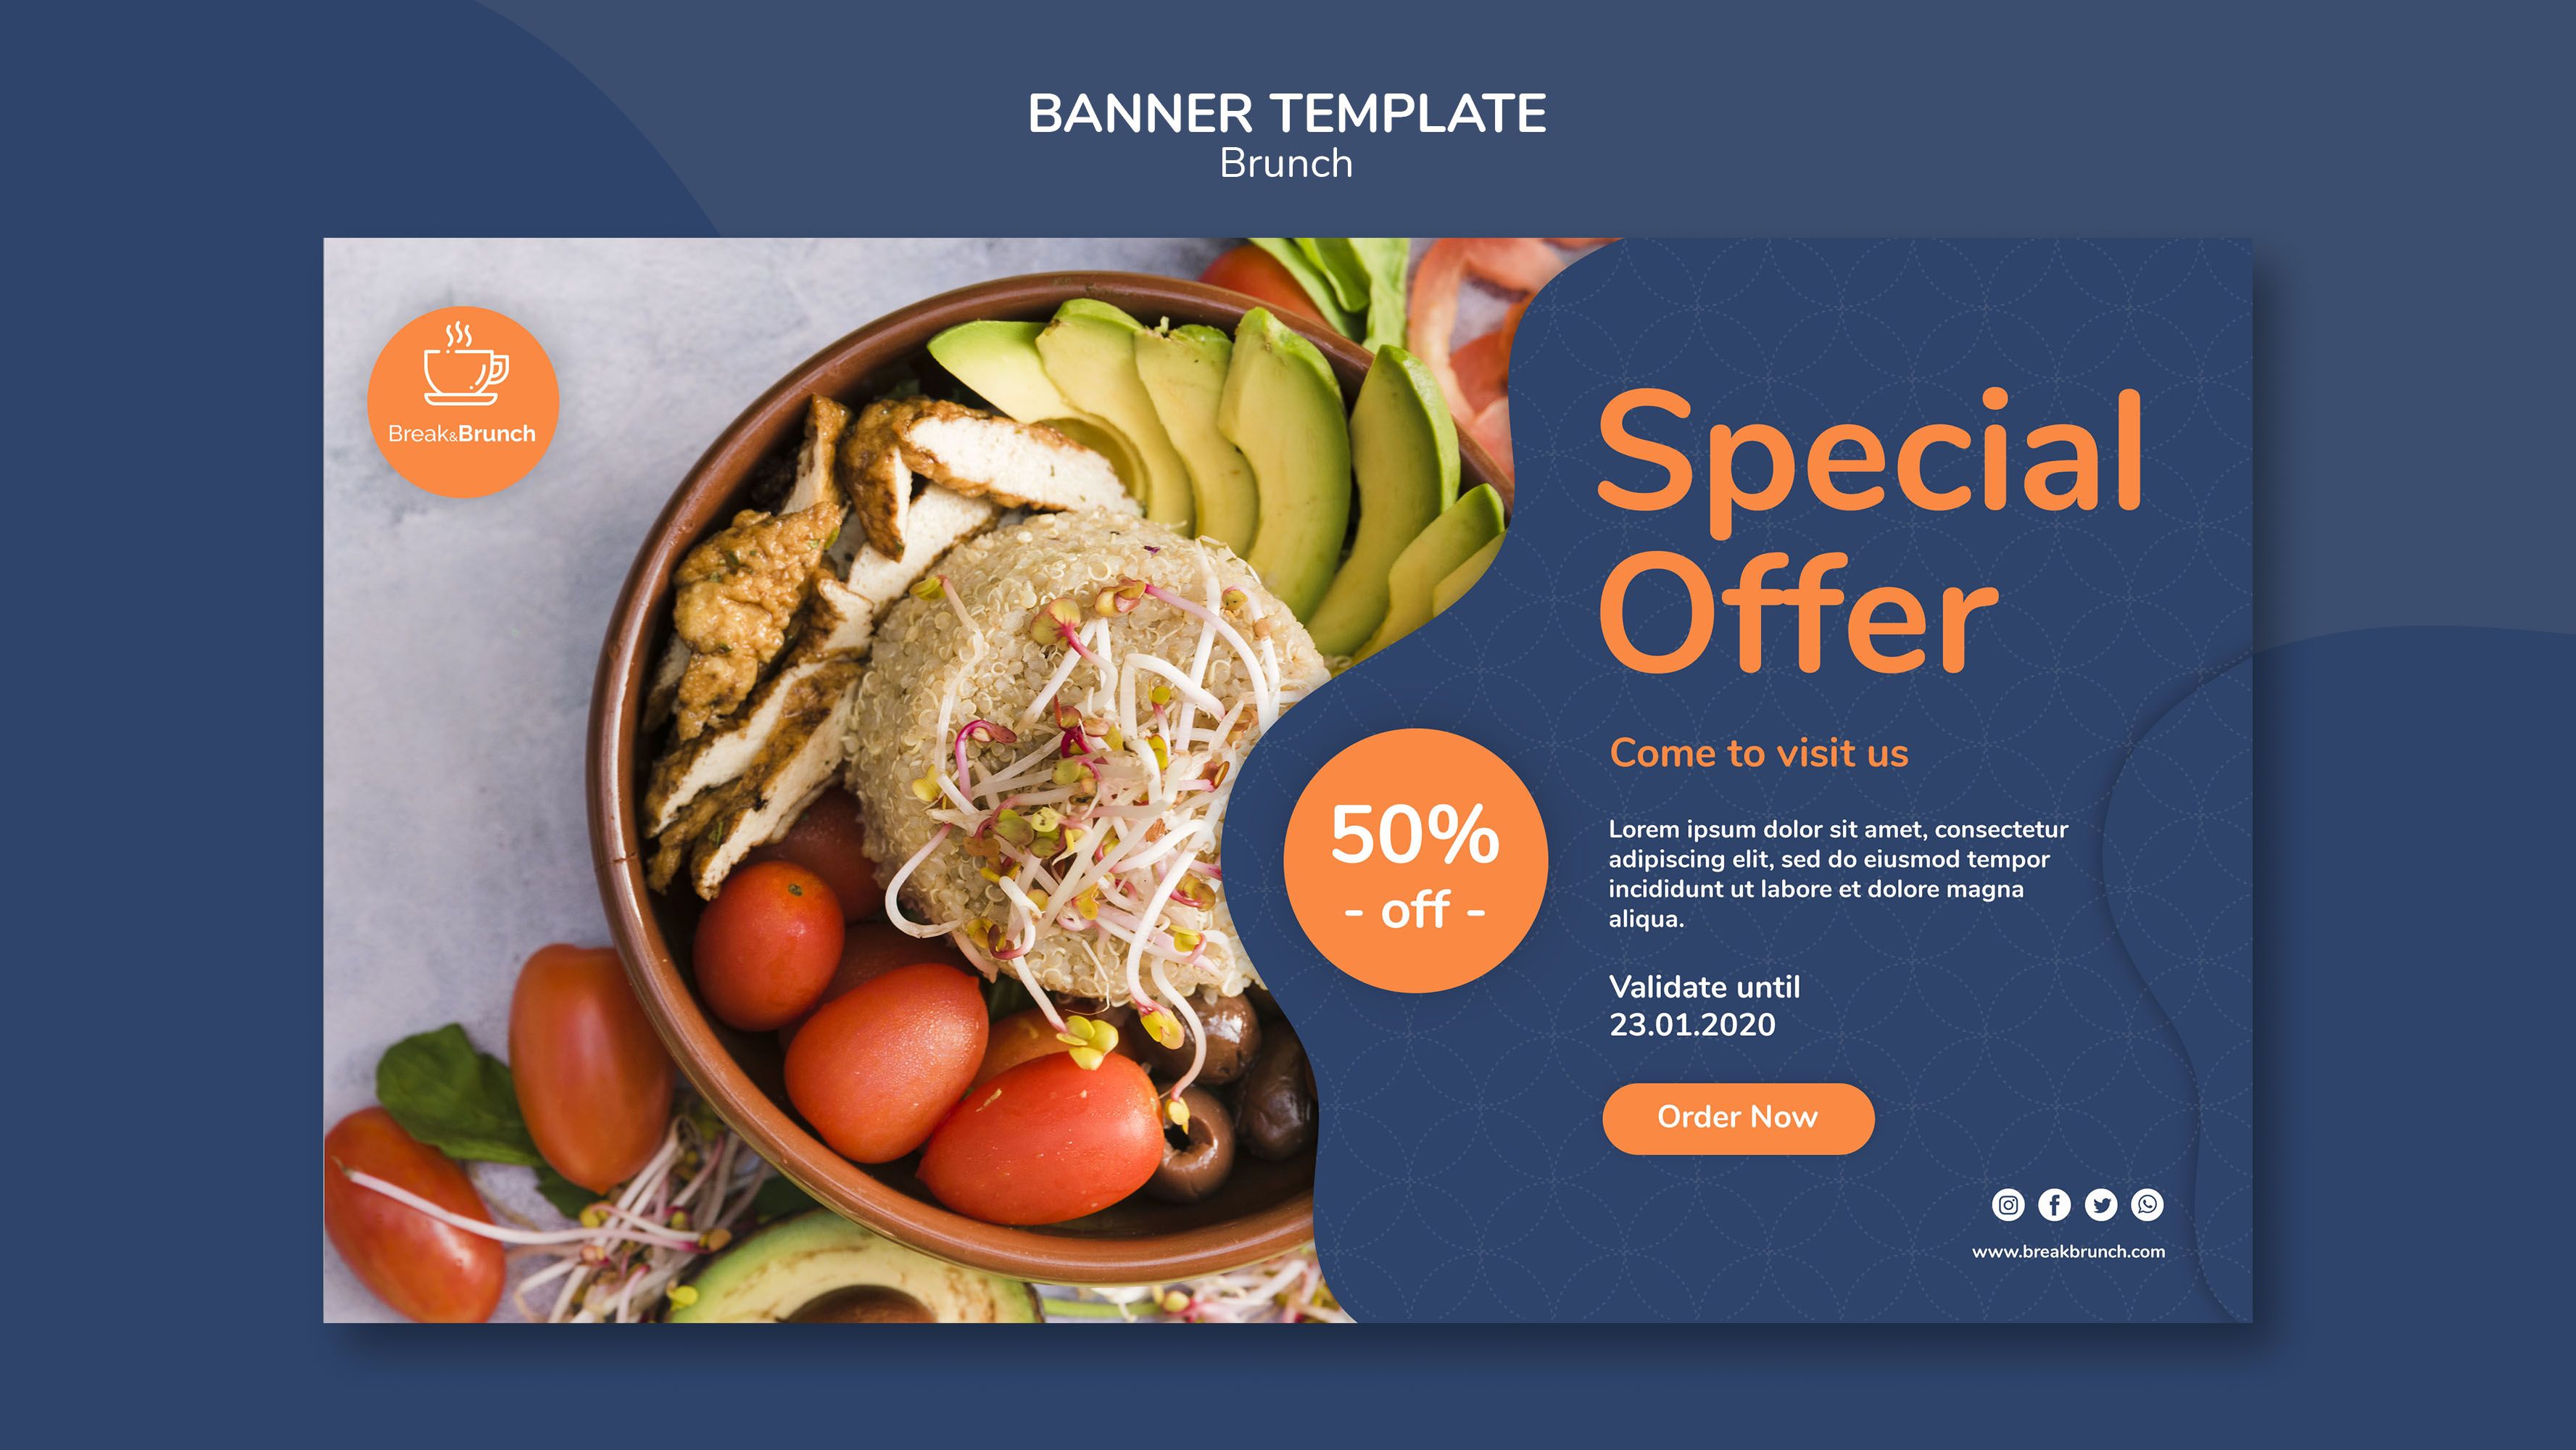 BANNER TEMPLATE
Brunch
Break&Brunch
Special
Offer
Come to visit us
50%
- off -
Lorem ipsum dolor sit amet, consectetur
adipiscing elit, sed do eiusmod tempor
incididunt ut labore et dolore magna
aliqua.
Validate until
23.01.2020
Order Now
www.breakbrunch.com